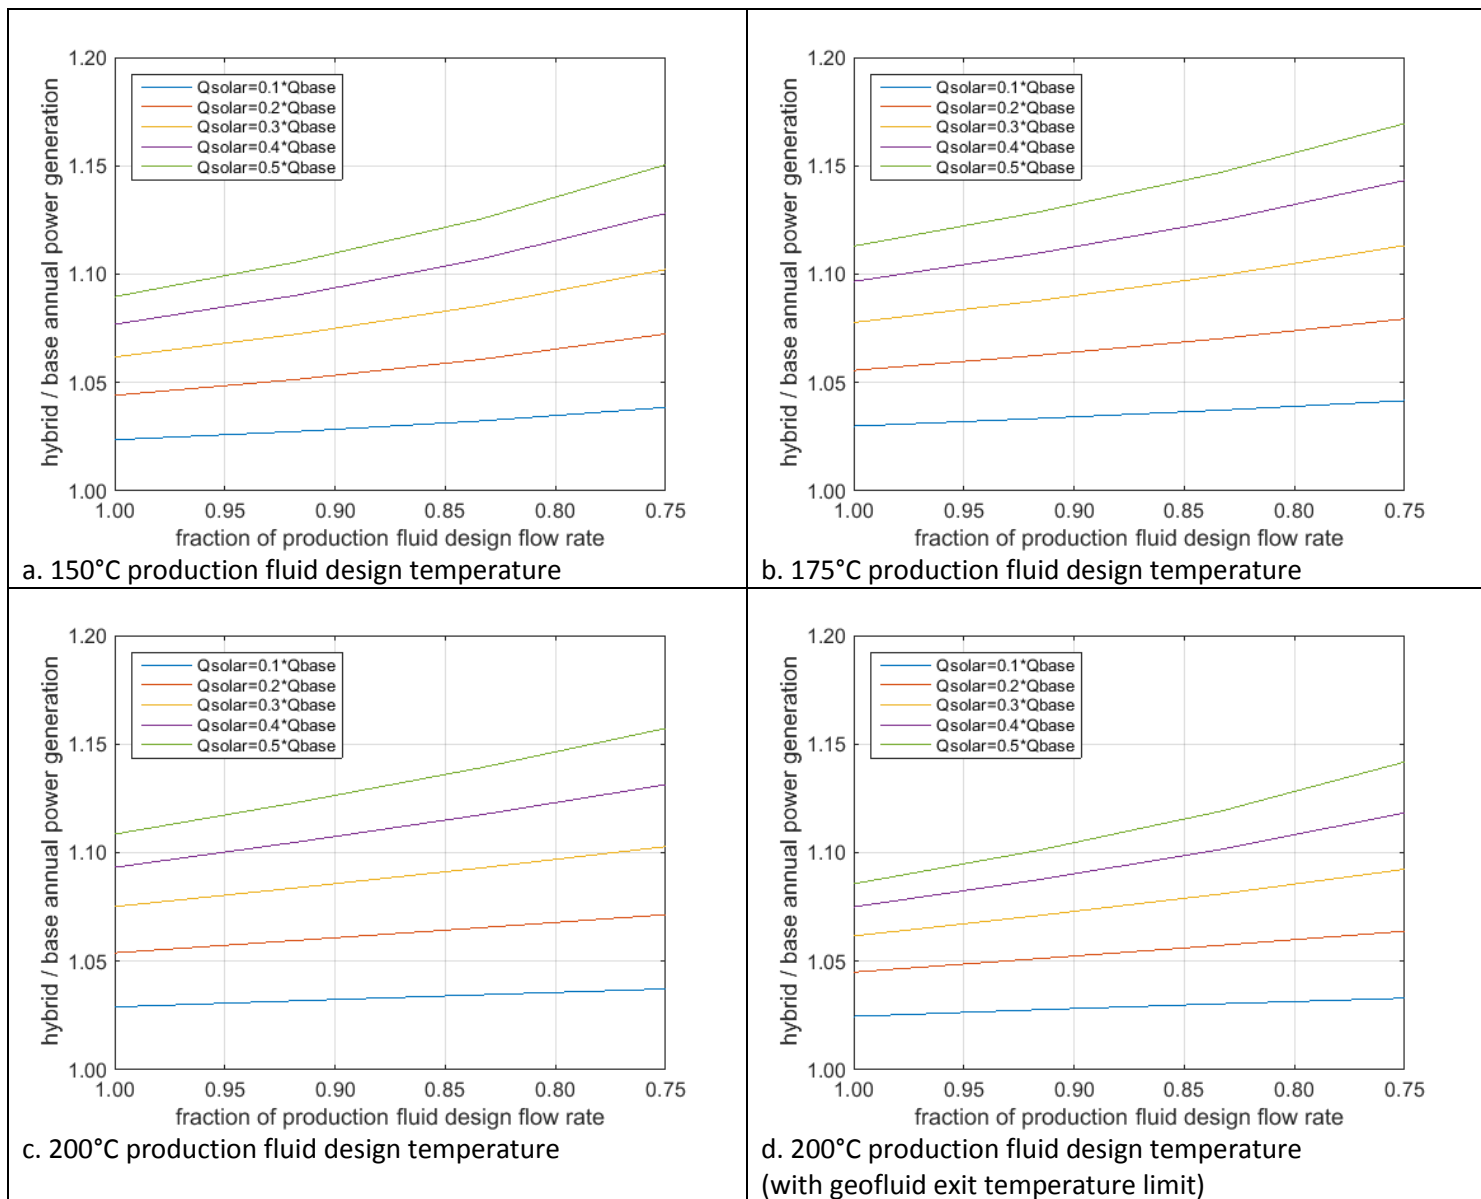 hybrid / base annual power generation
1.20
1.15
1.10
1.05
1.00
Qsolar=0.1*Qbase
Qsolar=0.2*Qbase
Qsolar=0.3*Qbase
Qsolar=0.4*Qbase
Qsolar=0.5*Qbase
1.00 0.95 0.90 0.85 0.80 0.75
fraction of production fluid design flow rate
a. 150°C production fluid design temperature
hybrid / base annual power generation
1.20
1.15
1.10
1.05
1.00
Qsolar=0.1*Qbase
Qsolar=0.2*Qbase
Qsolar=0.3*Qbase
Qsolar=0.4*Qbase
Qsolar=0.5*Qbase
1.00 0.95 0.90 0.85 0.80 0.75
fraction of production fluid design flow rate
b. 175°C production fluid design temperature
hybrid / base annual power generation
1.20
1.15
1.10
1.05
1.00
Qsolar=0.1*Qbase
Qsolar=0.2*Qbase
Qsolar=0.3*Qbase
Qsolar=0.4*Qbase
Qsolar=0.5*Qbase
1.00 0.95 0.90 0.85 0.80 0.75
fraction of production fluid design flow rate
c. 200°C production fluid design temperature
hybrid / base annual power generation
1.20
1.15
1.10
1.05
1.00
Qsolar=0.1*Qbase
Qsolar=0.2*Qbase
Qsolar=0.3*Qbase
Qsolar=0.4*Qbase
Qsolar=0.5*Qbase
1.00 0.95 0.90 0.85 0.80 0.75
fraction of production fluid design flow rate
d. 200°C production fluid design temperature
(with geofluid exit temperature limit)